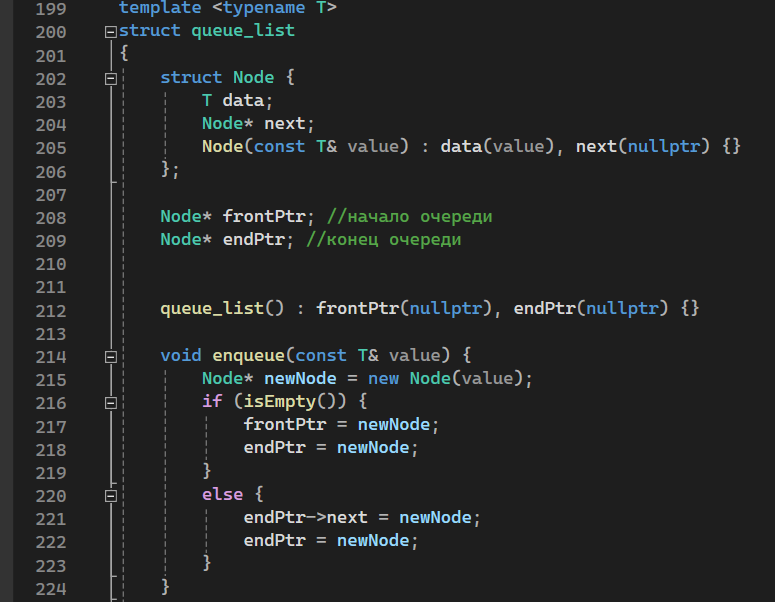 199 template <typename T>
200 struct queue_list
201 {
202 struct Node {
203 T data;
204 Node* next;
205 Node(const T& value) : data(value), next(nullptr) {}
206 };
207
208 Node* frontPtr; //начало очереди
209 Node* endPtr; //конец очереди
210
211
212 queue_list() : frontPtr(nullptr), endPtr(nullptr) {}
213
214 void enqueue(const T& value) {
215 Node* newNode = new Node(value);
216 if (isEmpty()) {
217 frontPtr = newNode;
218 endPtr = newNode;
219 }
220 else {
221 endPtr->next = newNode;
222 endPtr = newNode;
223 }
224 }